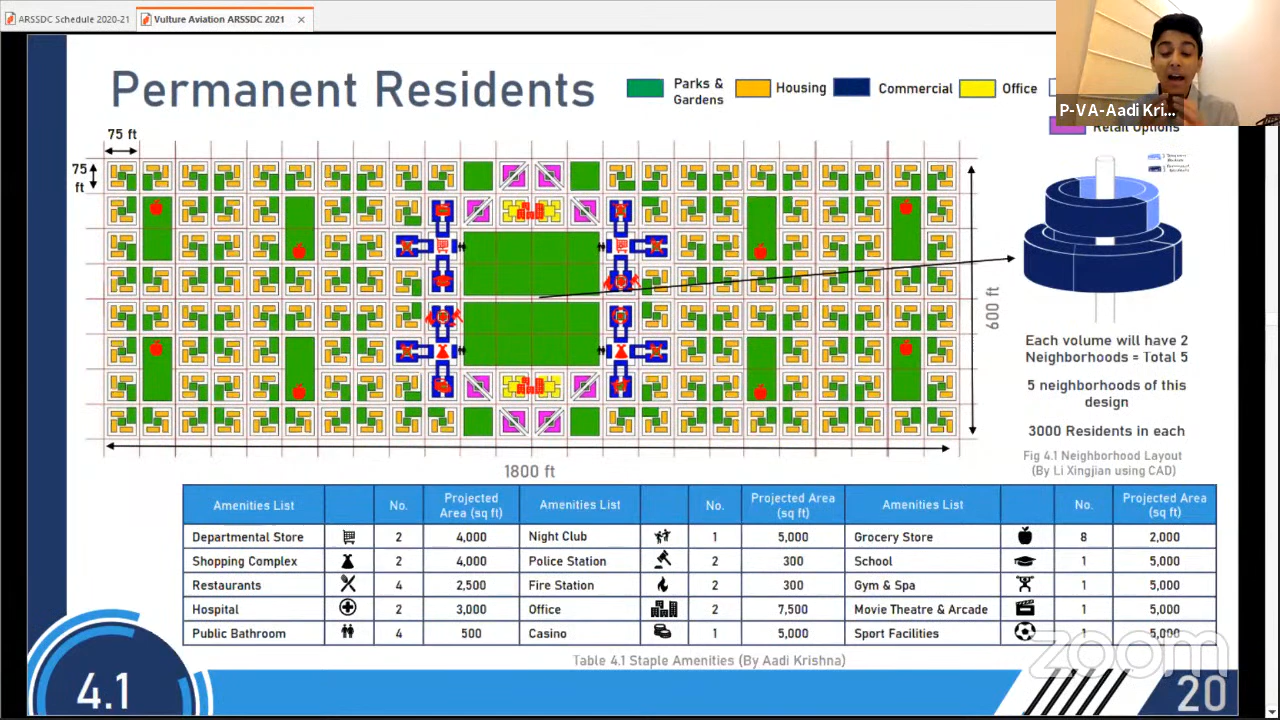 ARSSDC Schedule 2020-21
Vulture Aviation ARSSDC 2021
Permanent Residents
Parks & Gardens
Housing
Commercial
Office
P-V A-Aadi Kri...
Retail Options
75 ft
75 ft
600 ft
1800 ft
Each volume will have 2
Neighborhoods = Total 5
5 neighborhoods of this
design
3000 Residents in each
Fig 4.1 Neighborhood Layout
(By Li Xingjian using CAD)
Amenities List No. Projected Area (sq ft) Amenities List No. Projected Area (sq ft) Amenities List No. Projected Area (sq ft)
Departmental Store 2 4,000 Night Club 1 5,000 Grocery Store 8 2,000
Shopping Complex 2 4,000 Police Station 2 300 School 1 5,000
Restaurants 4 2,500 Fire Station 2 300 Gym & Spa 1 5,000
Hospital 2 3,000 Office 2 7,500 Movie Theatre & Arcade 1 5,000
Public Bathroom 4 500 Casino 1 5,000 Sport Facilities 1 5,000
Table 4.1 Staple Amenities (By Aadi Krishna)
zoom
4.1
20